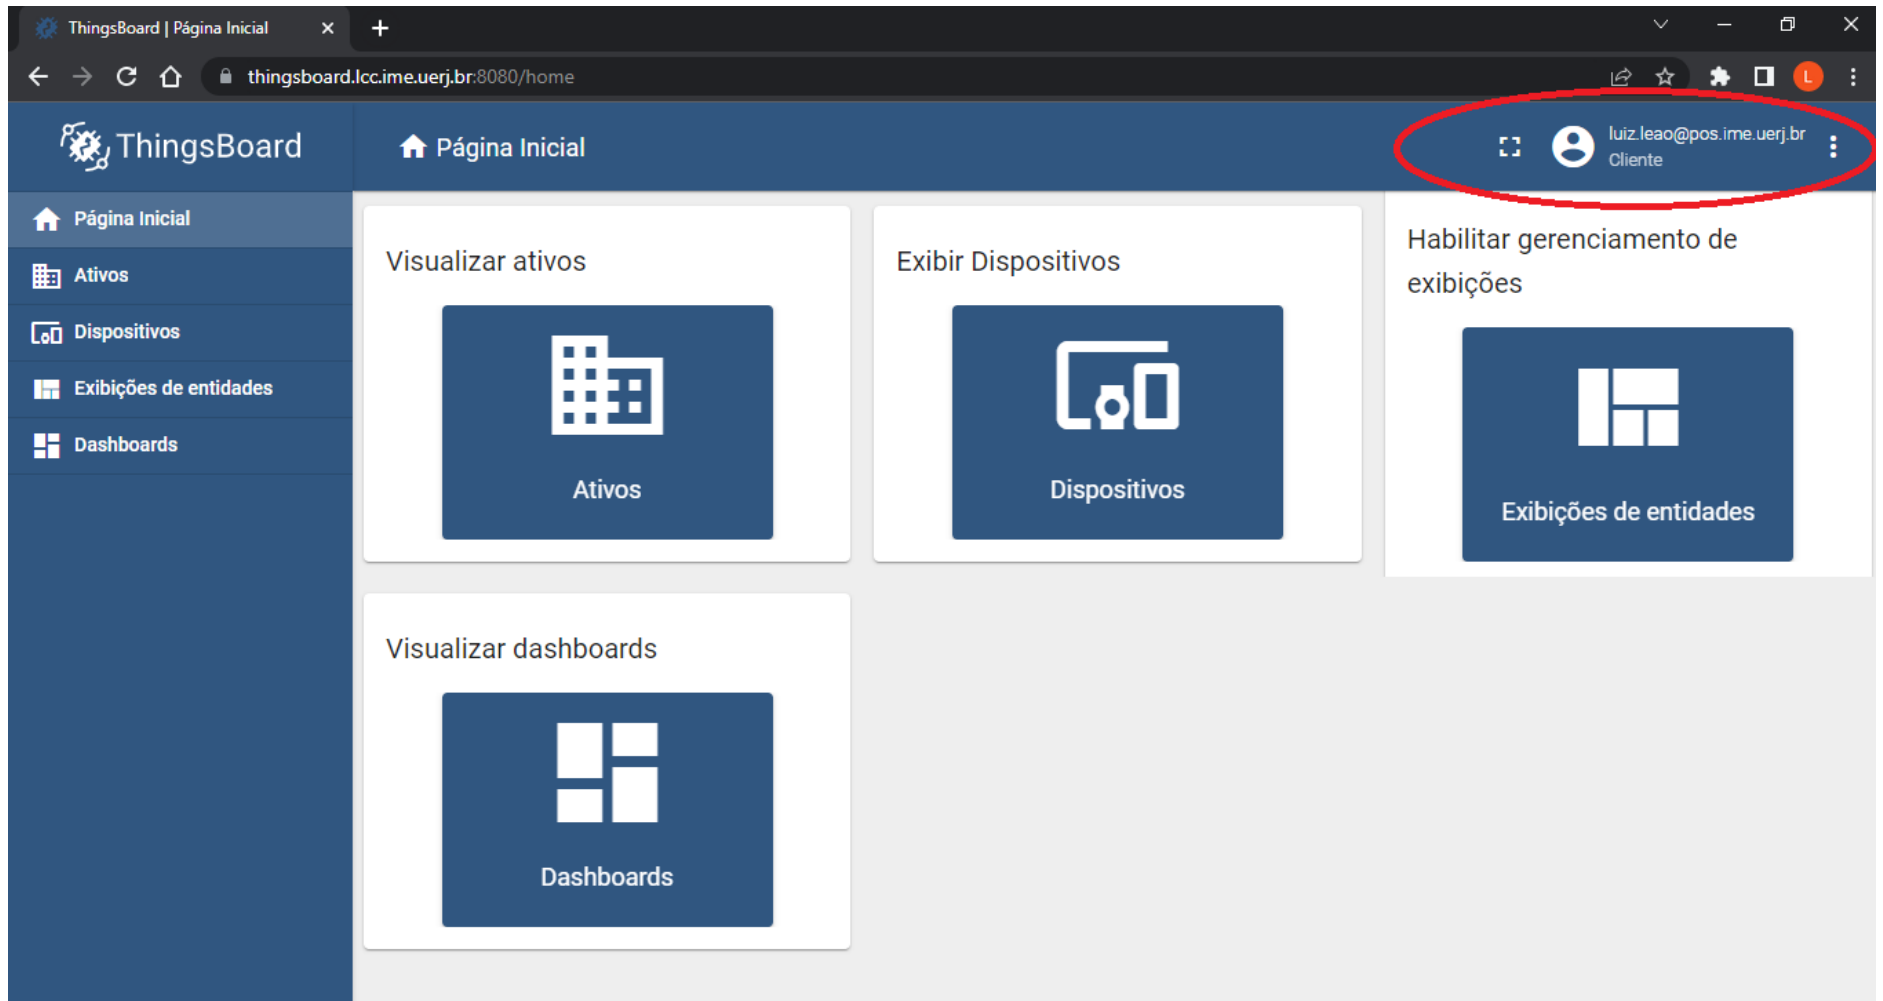 ThingsBoard | Página Inicial
thingsboard.lcc.ime.uerj.br:8080/home
L
ThingsBoard
Página Inicial
luiz.leao@pos.ime.uerj.br
Cliente
Página Inicial
Ativos
Dispositivos
Exibições de entidades
Dashboards
Visualizar ativos
Ativos
Exibir Dispositivos
Dispositivos
Habilitar gerenciamento de
exibições
Exibições de entidades
Visualizar dashboards
Dashboards